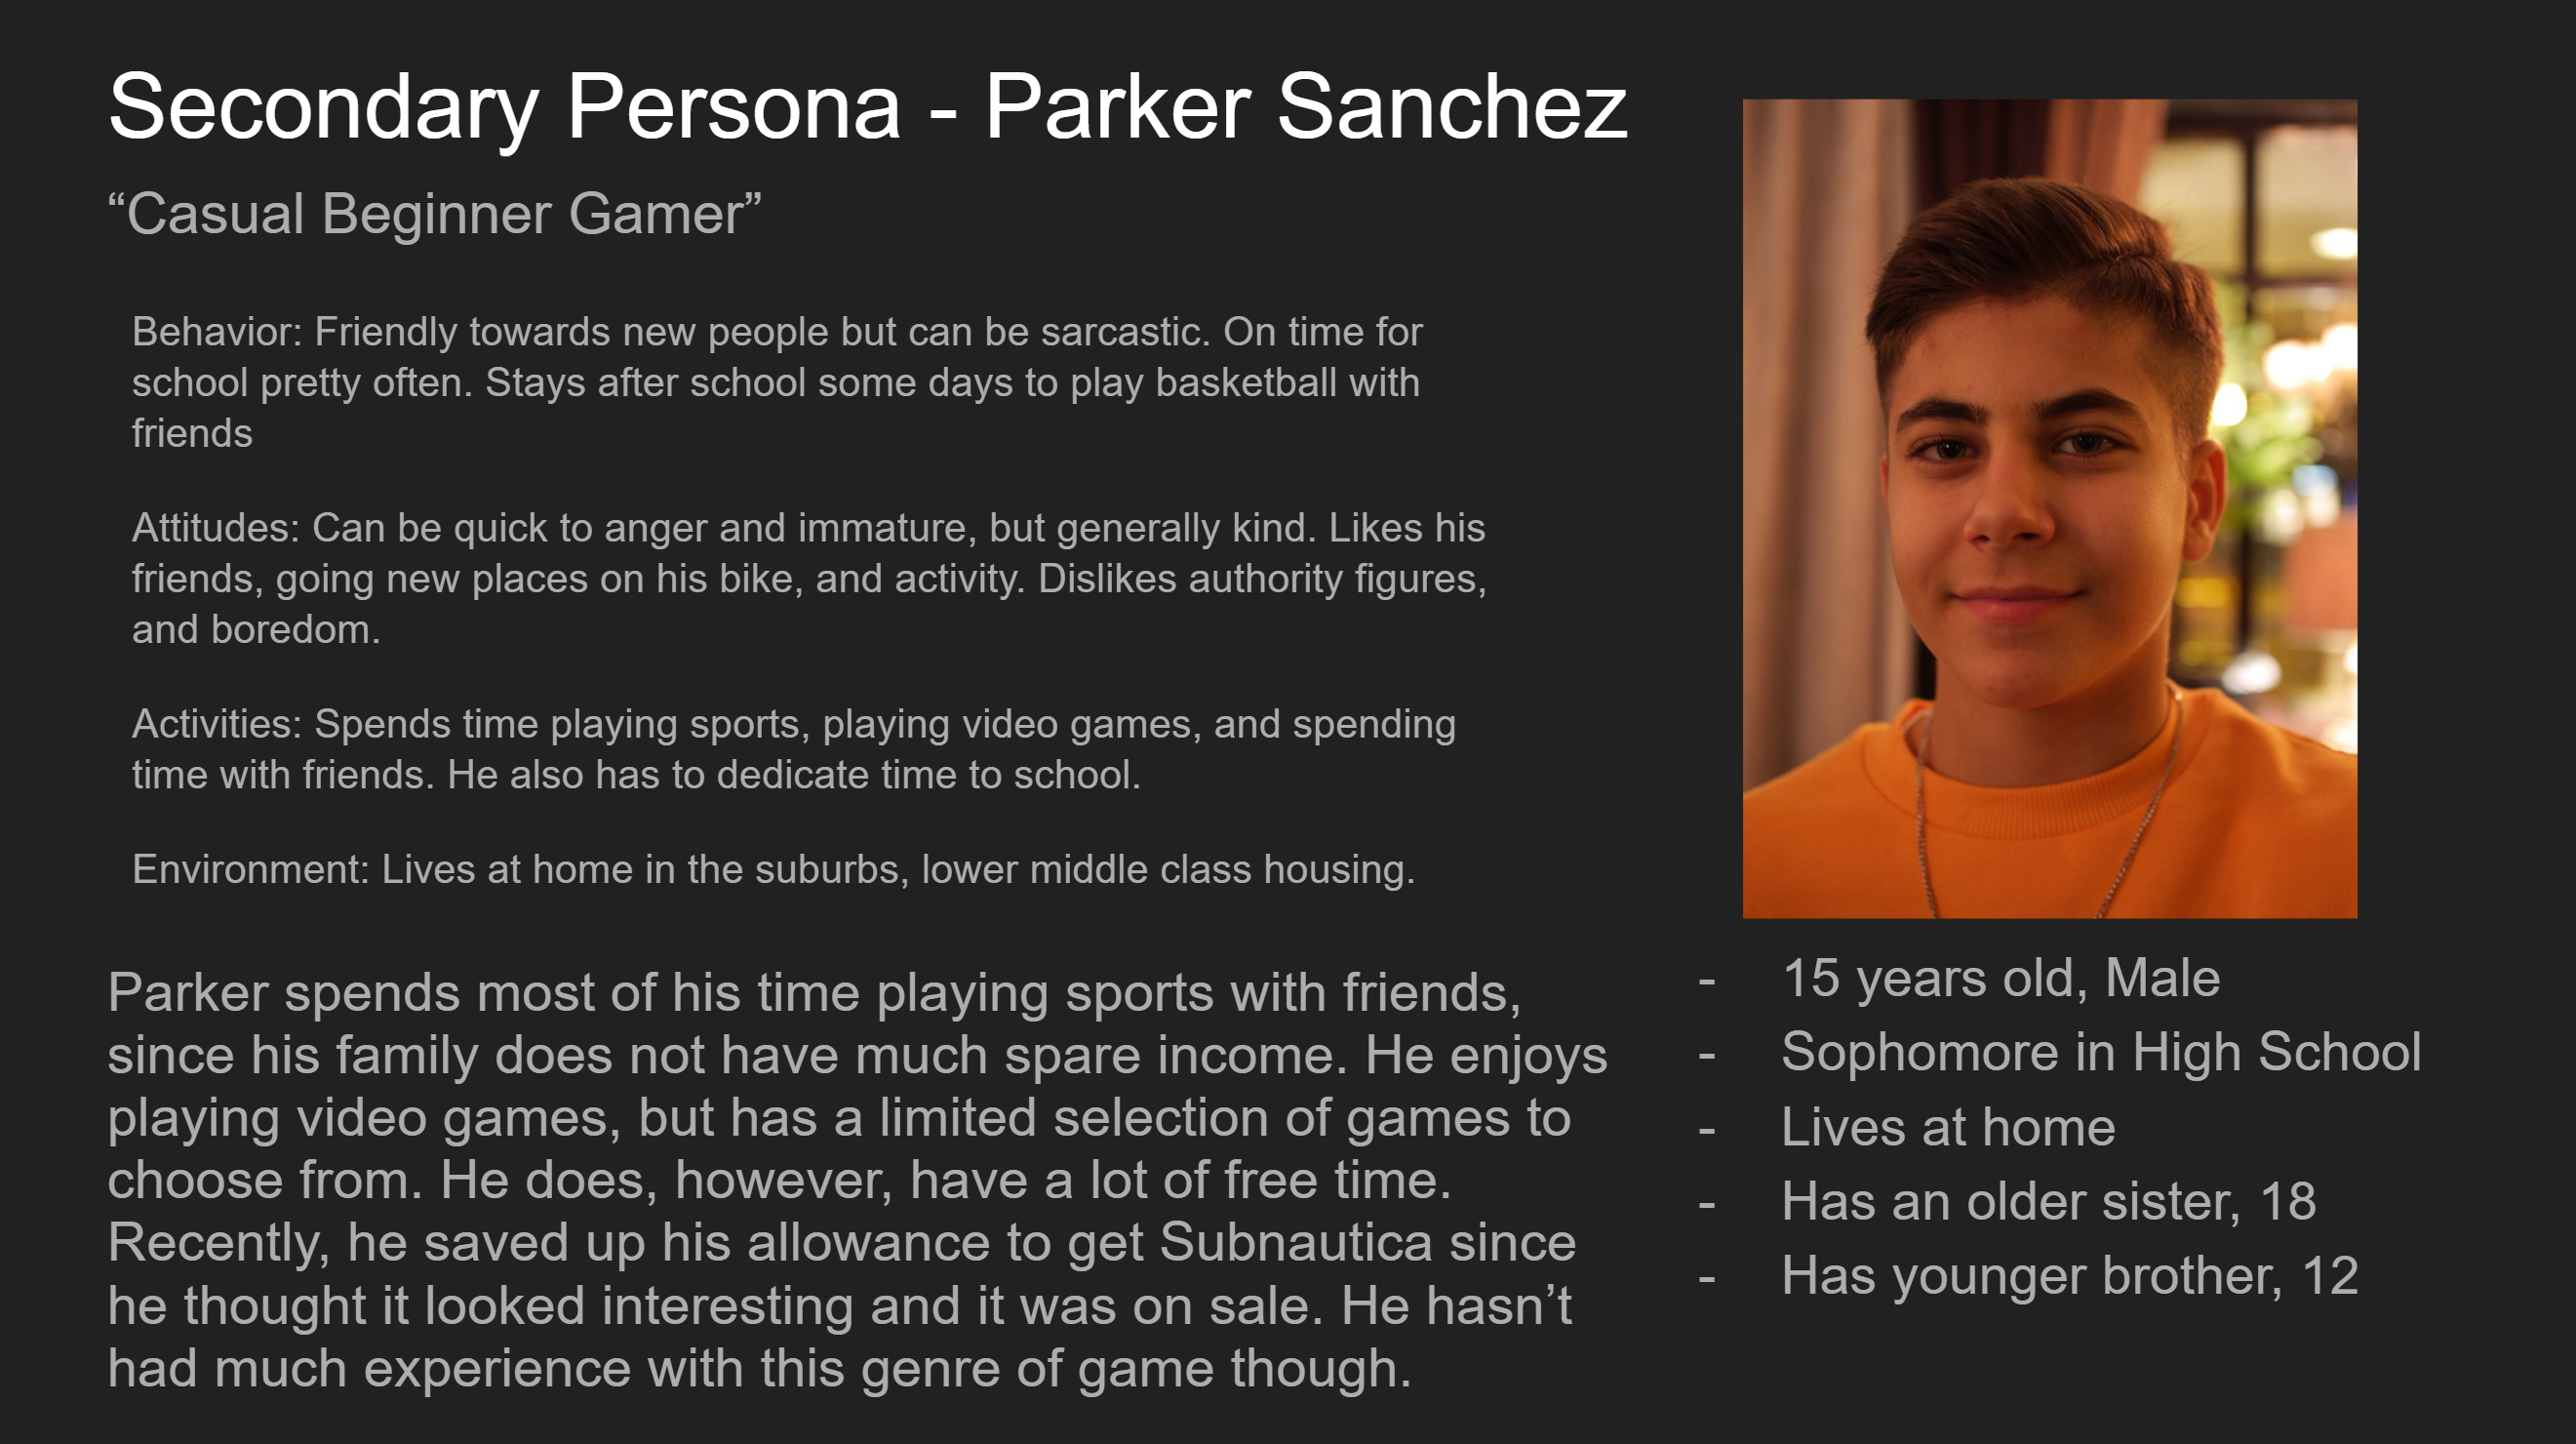 Secondary Persona - Parker Sanchez
“Casual Beginner Gamer”
Behavior: Friendly towards new people but can be sarcastic. On time for
school pretty often. Stays after school some days to play basketball with
friends
Attitudes: Can be quick to anger and immature, but generally kind. Likes his
friends, going new places on his bike, and activity. Dislikes authority figures,
and boredom.
Activities: Spends time playing sports, playing video games, and spending
time with friends. He also has to dedicate time to school.
Environment: Lives at home in the suburbs, lower middle class housing.
Parker spends most of his time playing sports with friends,
since his family does not have much spare income. He enjoys
playing video games, but has a limited selection of games to
choose from. He does, however, have a lot of free time.
Recently, he saved up his allowance to get Subnautica since
he thought it looked interesting and it was on sale. He hasn’t
had much experience with this genre of game though.
- 15 years old, Male
- Sophomore in High School
- Lives at home
- Has an older sister, 18
- Has younger brother, 12